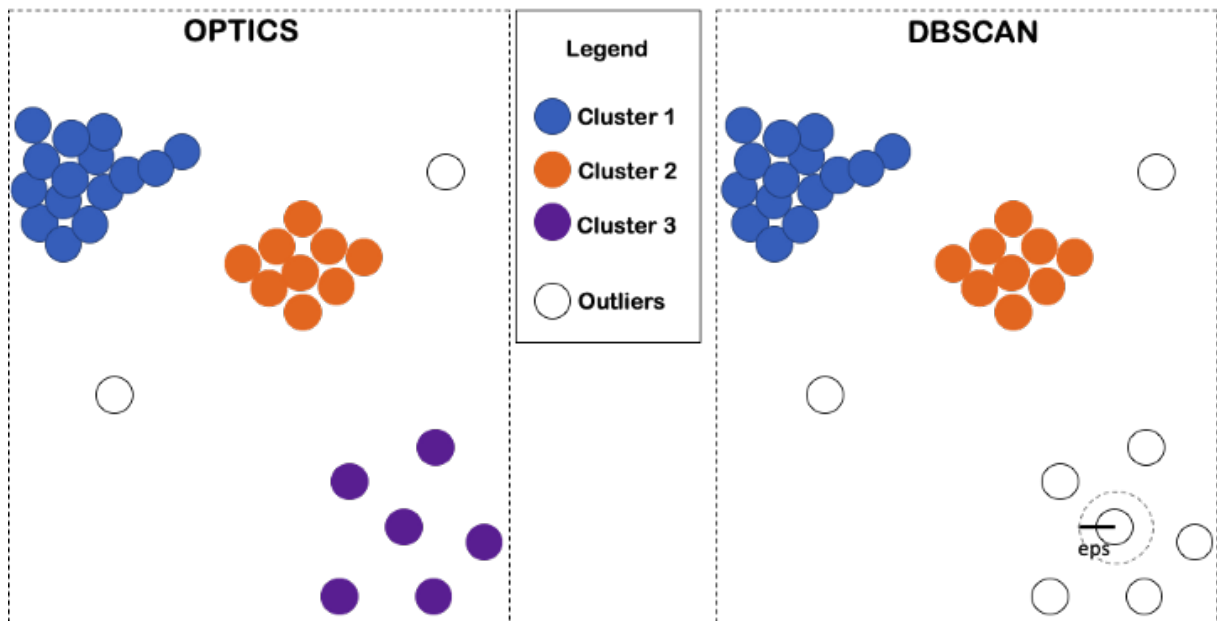 OPTICS
Legend
Cluster 1
Cluster 2
Cluster 3
Outliers
DBSCAN
eps